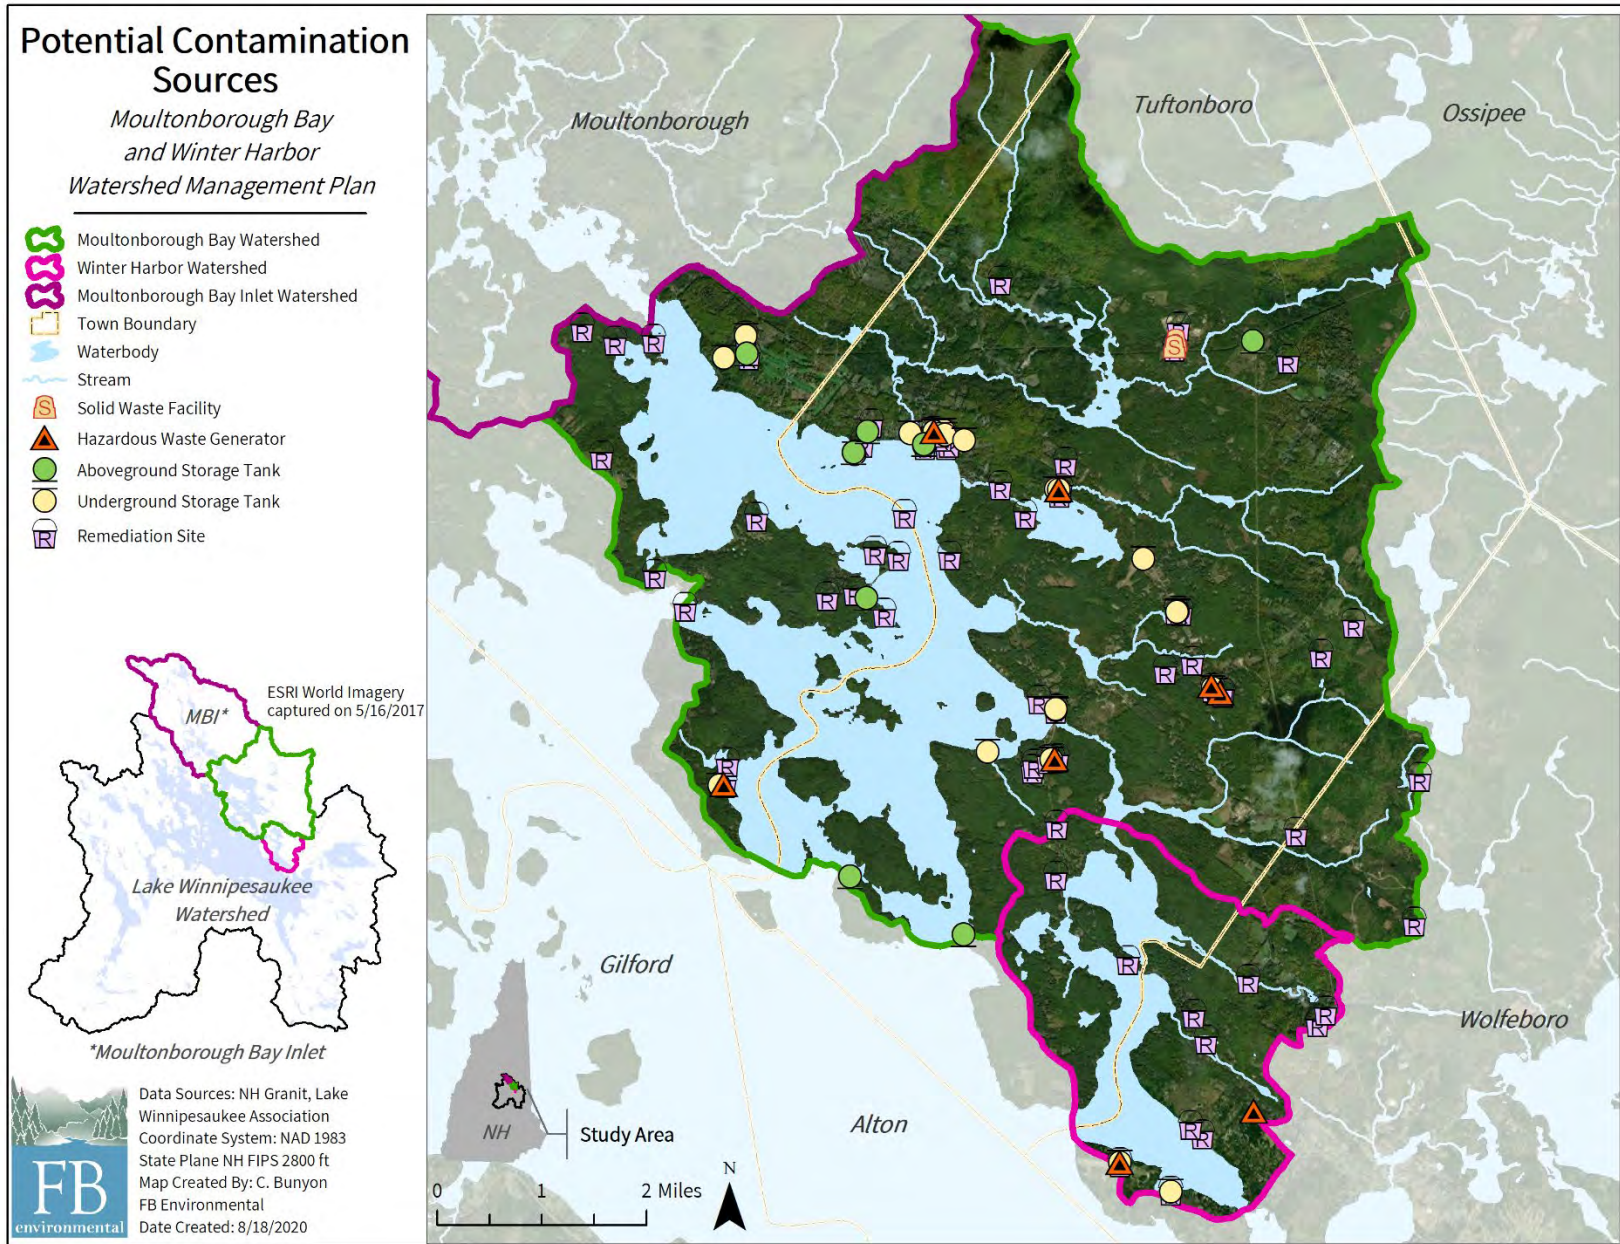 Potential Contamination
Sources
Moultonborough Bay
and Winter Harbor
Watershed Management Plan
Moultonborough Bay Watershed
Winter Harbor Watershed
Moultonborough Bay Inlet Watershed
Town Boundary
Waterbody
Stream
S Solid Waste Facility
Hazardous Waste Generator
Aboveground Storage Tank
Underground Storage Tank
R Remediation Site
ESRI World Imagery
captured on 5/16/2017
MBI*
Lake Winnipesaukee
Watershed
*Moultonborough Bay Inlet
FB
environmental
Data Sources: NH Granit, Lake
Winnipesaukee Association
Coordinate System: NAD 1983
State Plane NH FIPS 2800 ft
Map Created By: C. Bunyon
FB Environmental
Date Created: 8/18/2020
Moultonborough
Tuftonboro
Ossipee
Gilford
Alton
Wolfeboro
NH
Study Area
0 1 2 Miles
N